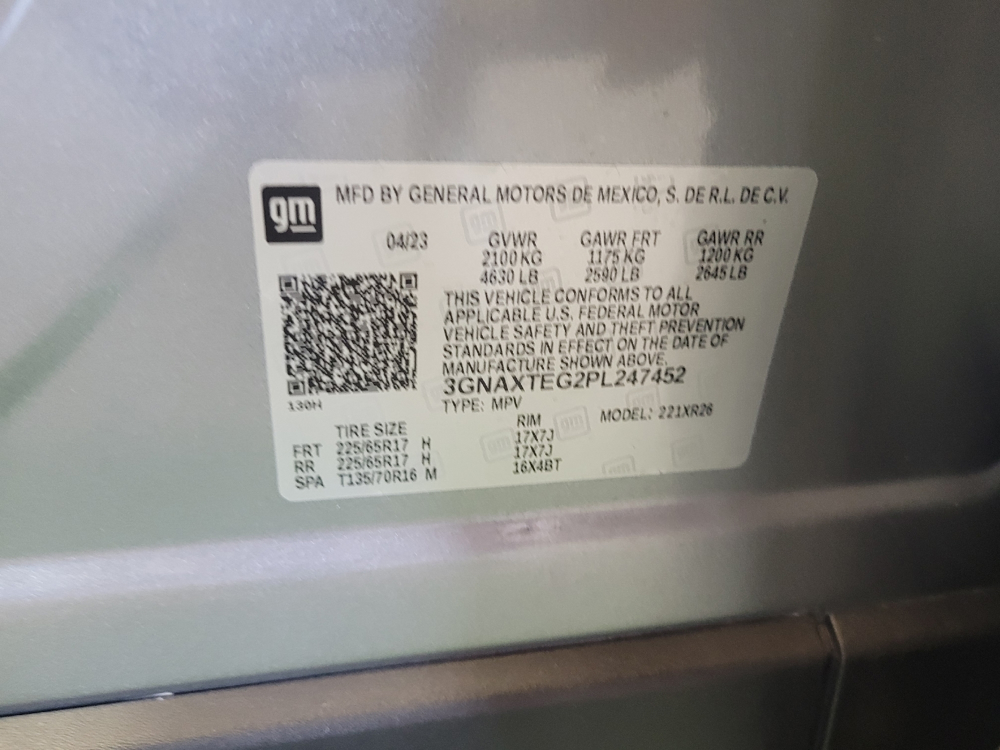 gm
MFD BY GENERAL MOTORS DE MEXICO, S. DE R.L. DE C.V.
04/23 GVWR GAWR FRT GAWR RR
2100 KG 1175 KG 1200 KG
4630 LB 2590 LB 2645 LB
THIS VEHICLE CONFORMS TO ALL
APPLICABLE U.S. FEDERAL MOTOR
VEHICLE SAFETY AND THEFT PREVENTION
STANDARDS IN EFFECT ON THE DATE OF
MANUFACTURE SHOWN ABOVE.
3GNAXTEG2PL247452
130H
TYPE: MPV MODEL: 221XR26
TIRE SIZE RIM
FRT 225/65R17 H 17X7J
RR 225/65R17 H 17X7J
SPA T135/70R16 M 16X4BT